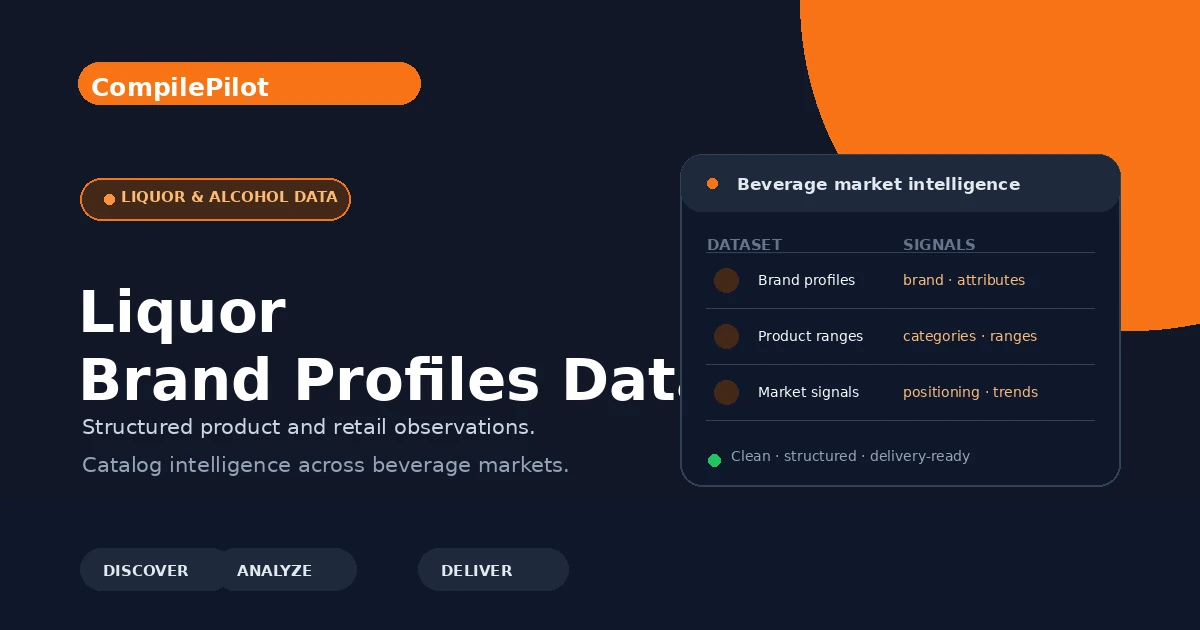 CompilePilot
LIQUOR & ALCOHOL DATA
Liquor
Brand Profiles Dat
Structured product and retail observations.
Catalog intelligence across beverage markets.
DISCOVER ANALYZE DELIVER
Beverage market intelligence
DATASET SIGNALS
Brand profiles brand · attributes
Product ranges categories · ranges
Market signals positioning · trends
Clean · structured · delivery-ready